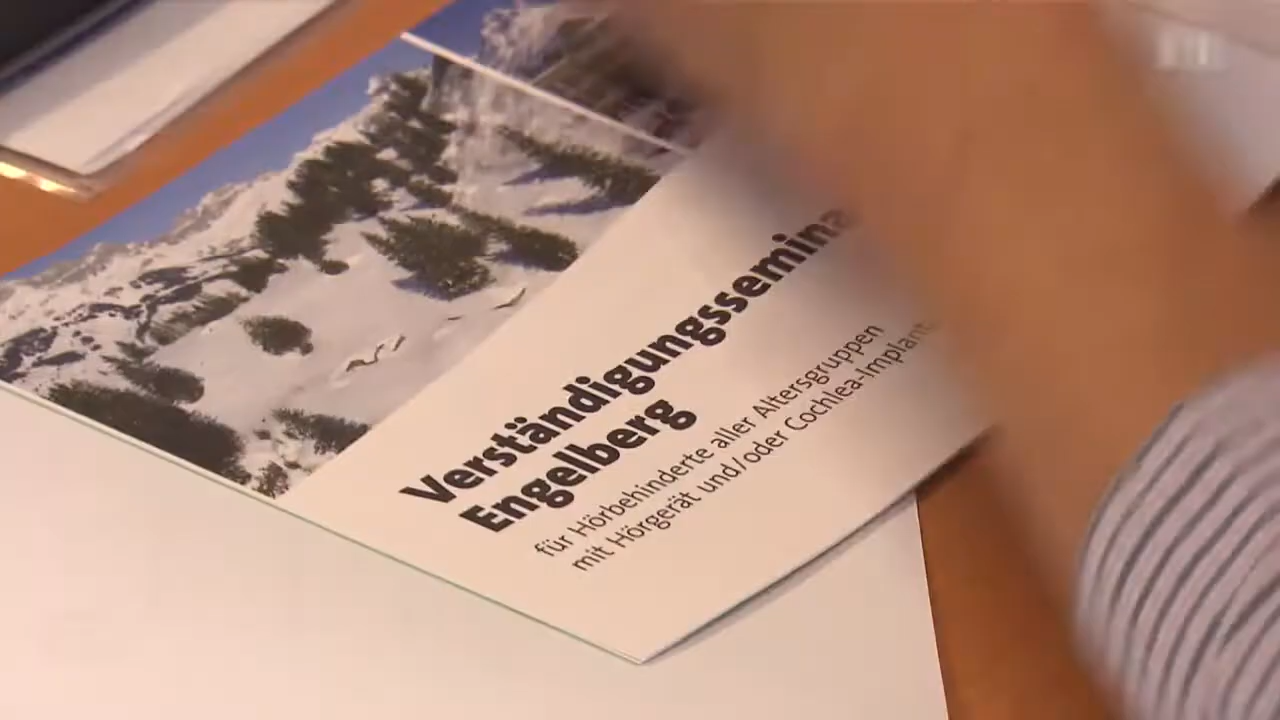 Verständigungssemina
Engelberg
für Hörbehinderte aller Altersgruppen
mit Hörgerät und/oder Cochlea-Implant